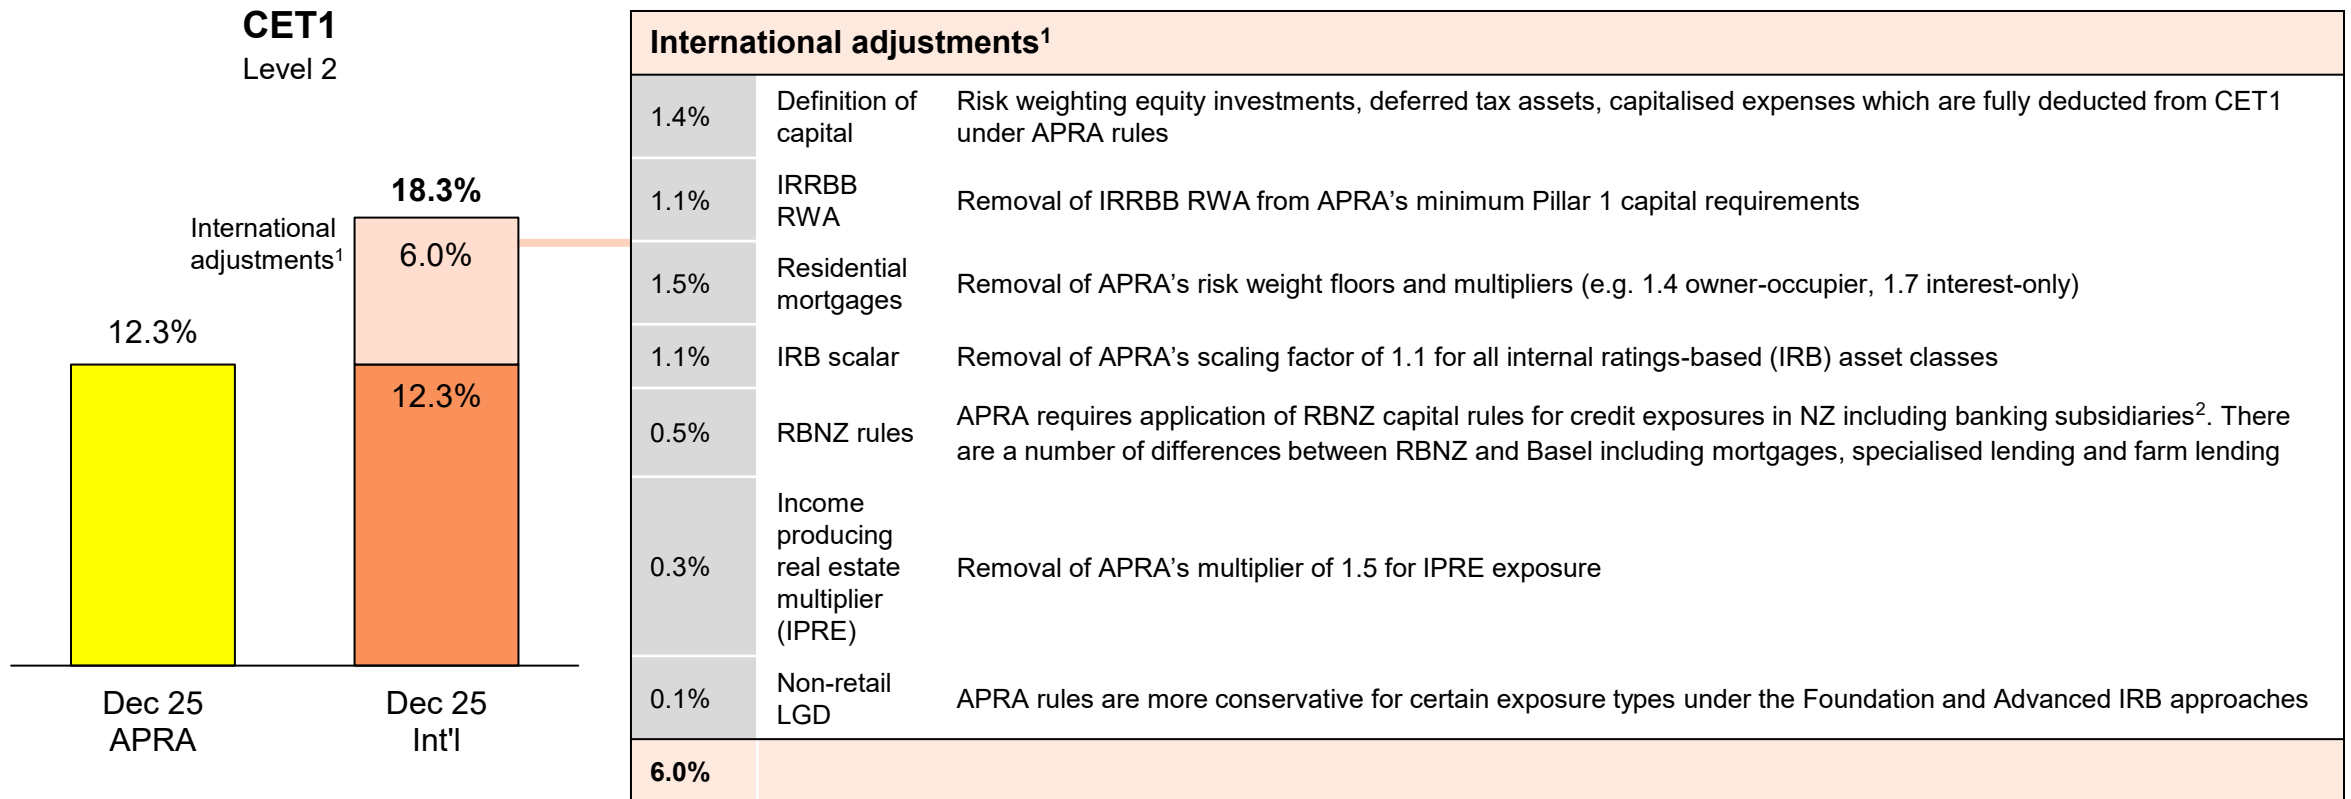 CET1
Level 2
18.3%
International
adjustments¹
6.0%
12.3%
12.3%
Dec 25
APRA
Dec 25
Int'l
International adjustments¹
1.4%
Definition of
capital
Risk weighting equity investments, deferred tax assets, capitalised expenses which are fully deducted from CET1
under APRA rules
1.1%
IRRBB
RWA
Removal of IRRBB RWA from APRA’s minimum Pillar 1 capital requirements
1.5%
Residential
mortgages
Removal of APRA’s risk weight floors and multipliers (e.g. 1.4 owner-occupier, 1.7 interest-only)
1.1%
IRB scalar
Removal of APRA’s scaling factor of 1.1 for all internal ratings-based (IRB) asset classes
0.5%
RBNZ rules
APRA requires application of RBNZ capital rules for credit exposures in NZ including banking subsidiaries². There
are a number of differences between RBNZ and Basel including mortgages, specialised lending and farm lending
0.3%
Income
producing
real estate
multiplier
(IPRE)
Removal of APRA’s multiplier of 1.5 for IPRE exposure
0.1%
Non-retail
LGD
APRA rules are more conservative for certain exposure types under the Foundation and Advanced IRB approaches
6.0%